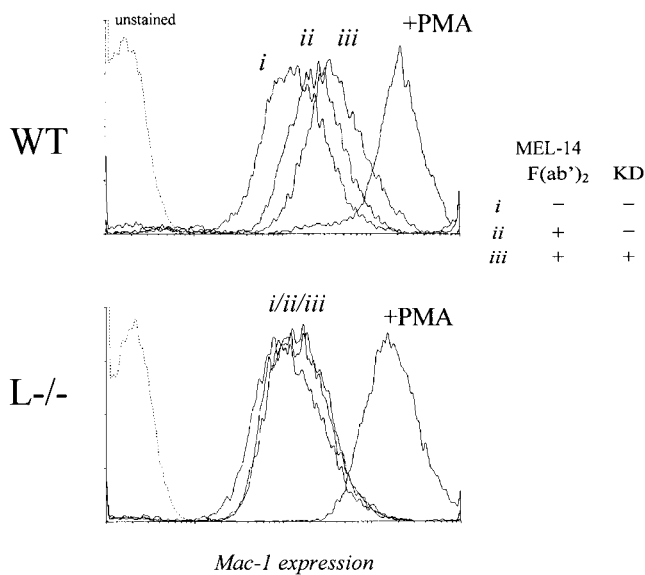 unstained
i
ii
iii
+PMA
WT
MEL-14
F(ab')₂ KD
i – –
ii + –
iii + +
i/ii/iii
+PMA
L-/-
Mac-1 expression